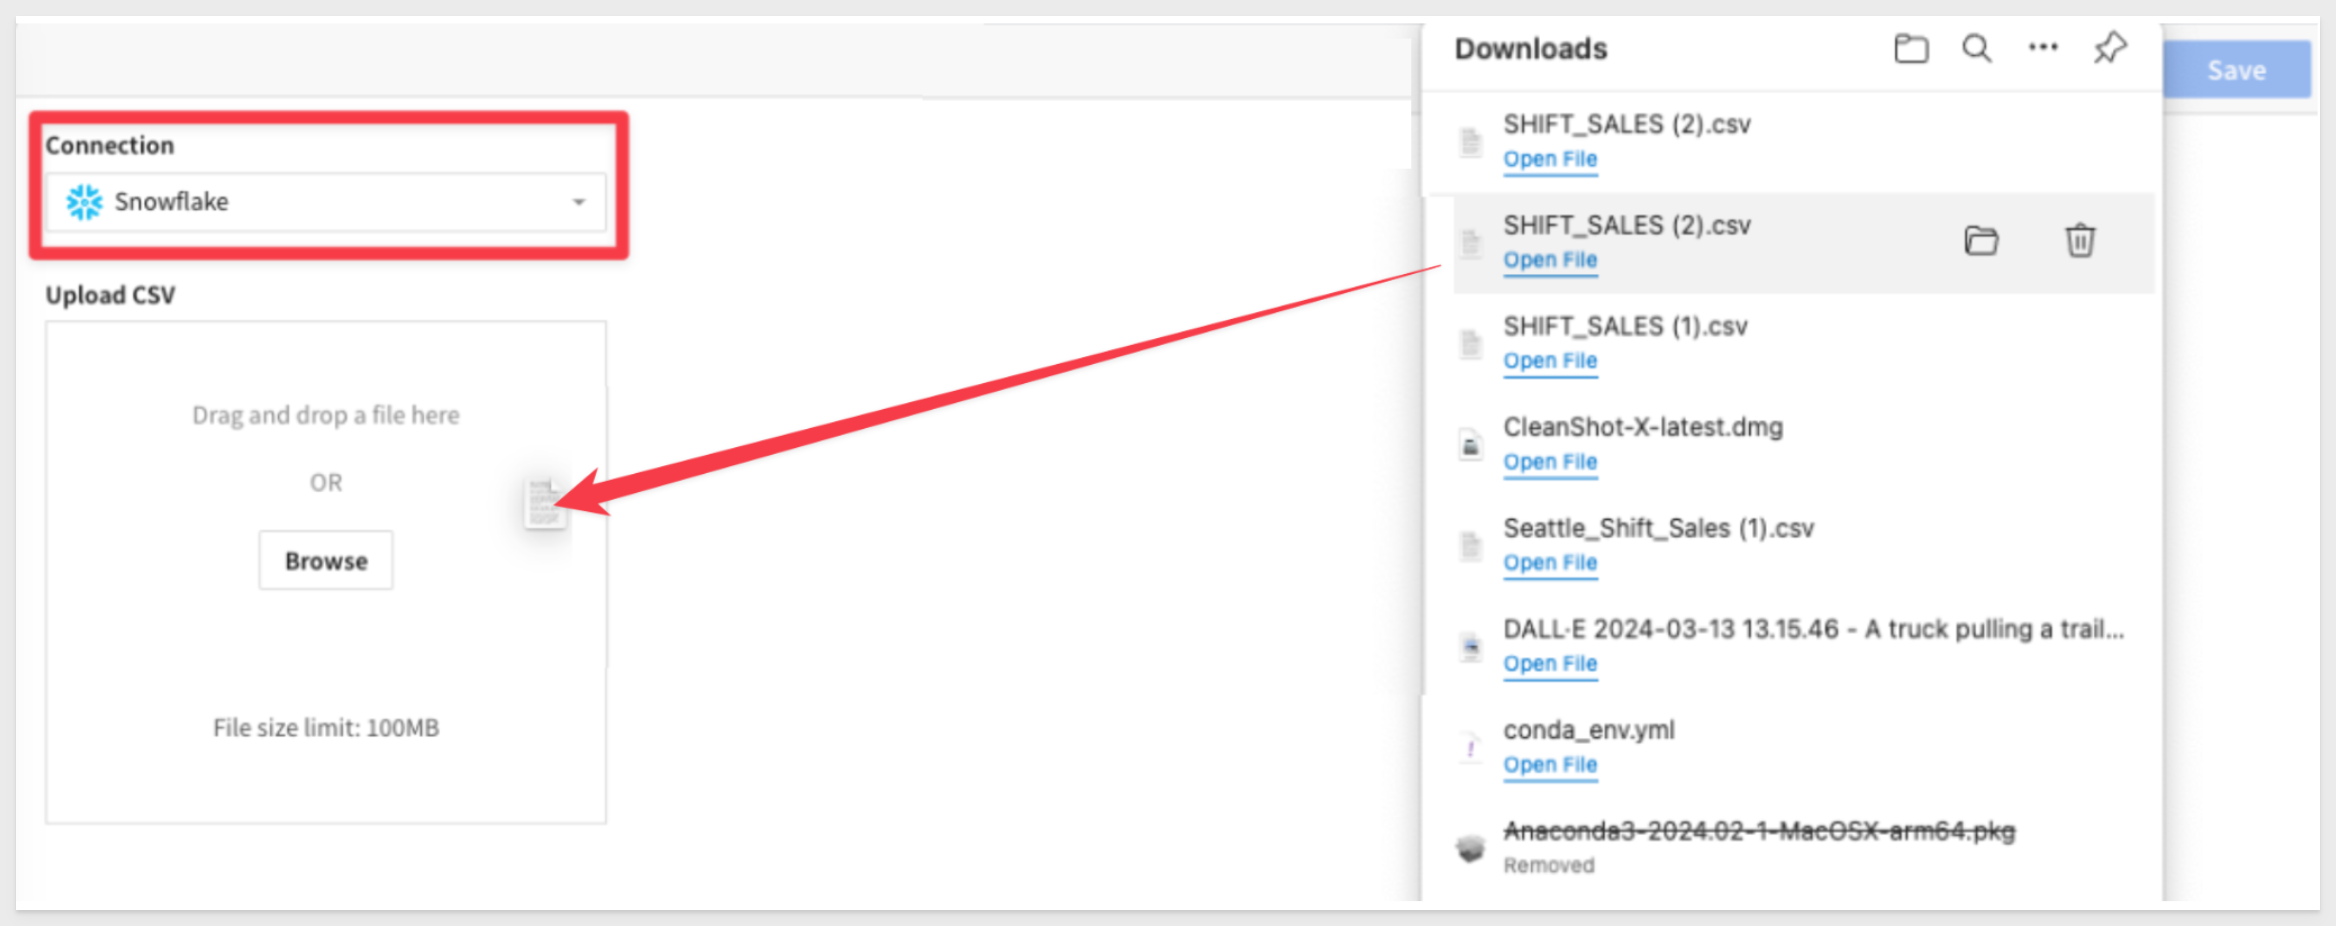 Connection
Snowflake
Upload CSV
Drag and drop a file here
OR
Browse
File size limit: 100MB
Downloads
Save
SHIFT_SALES (2).csv
Open File
SHIFT_SALES (2).csv
Open File
SHIFT_SALES (1).csv
Open File
CleanShot-X-latest.dmg
Open File
Seattle_Shift_Sales (1).csv
Open File
DALL·E 2024-03-13 13.15.46 - A truck pulling a trail...
Open File
conda_env.yml
Open File
Anaconda3-2024.02-1-MacOSX-arm64.pkg
Removed